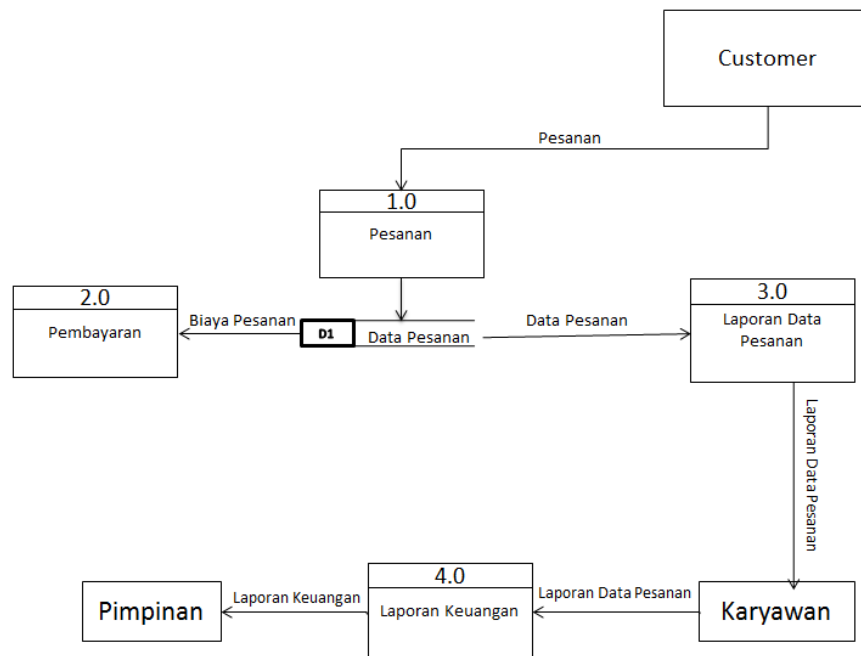 Customer
Pesanan
1.0
Pesanan
2.0
Pembayaran
Biaya Pesanan
D1
Data Pesanan
Data Pesanan
3.0
Laporan Data
Pesanan
Laporan Data Pesanan
Pimpinan
Laporan Keuangan
4.0
Laporan Keuangan
Laporan Data Pesanan
Karyawan